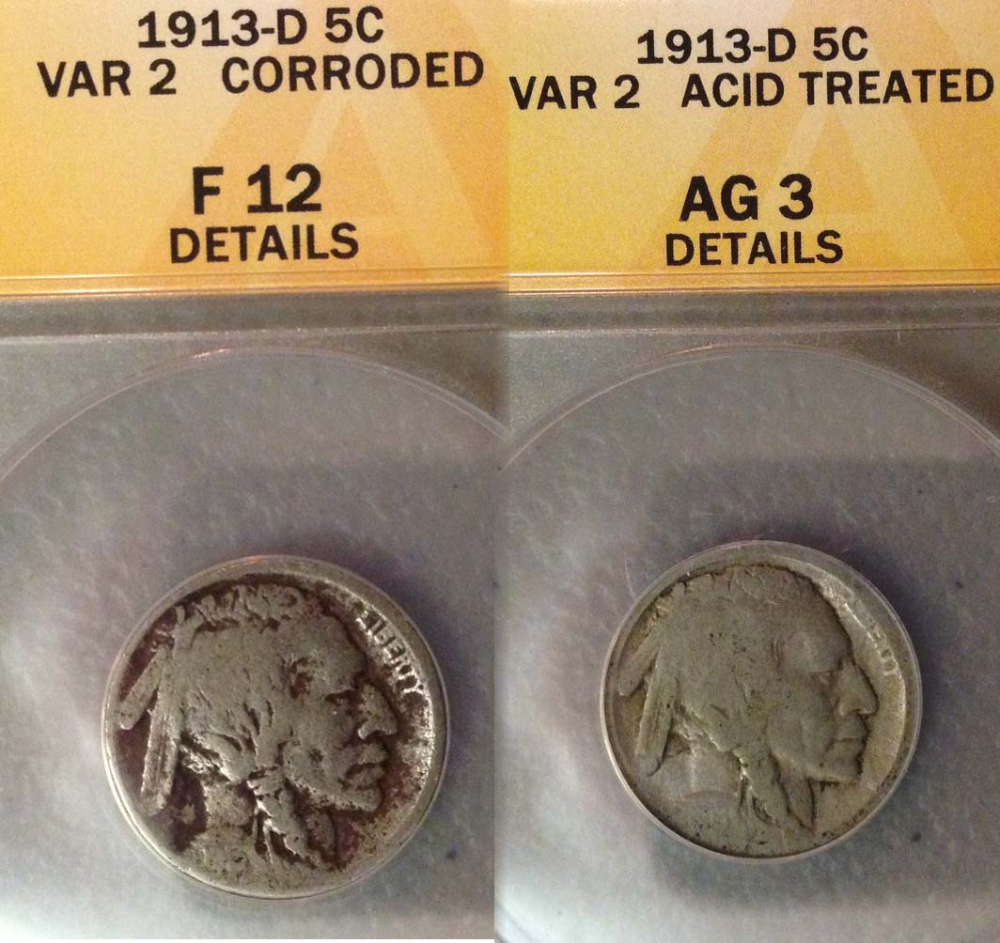 1913-D 5C
VAR 2 CORRODED
F 12
DETAILS
LIBERTY
1913-D 5C
VAR 2 ACID TREATED
AG 3
DETAILS